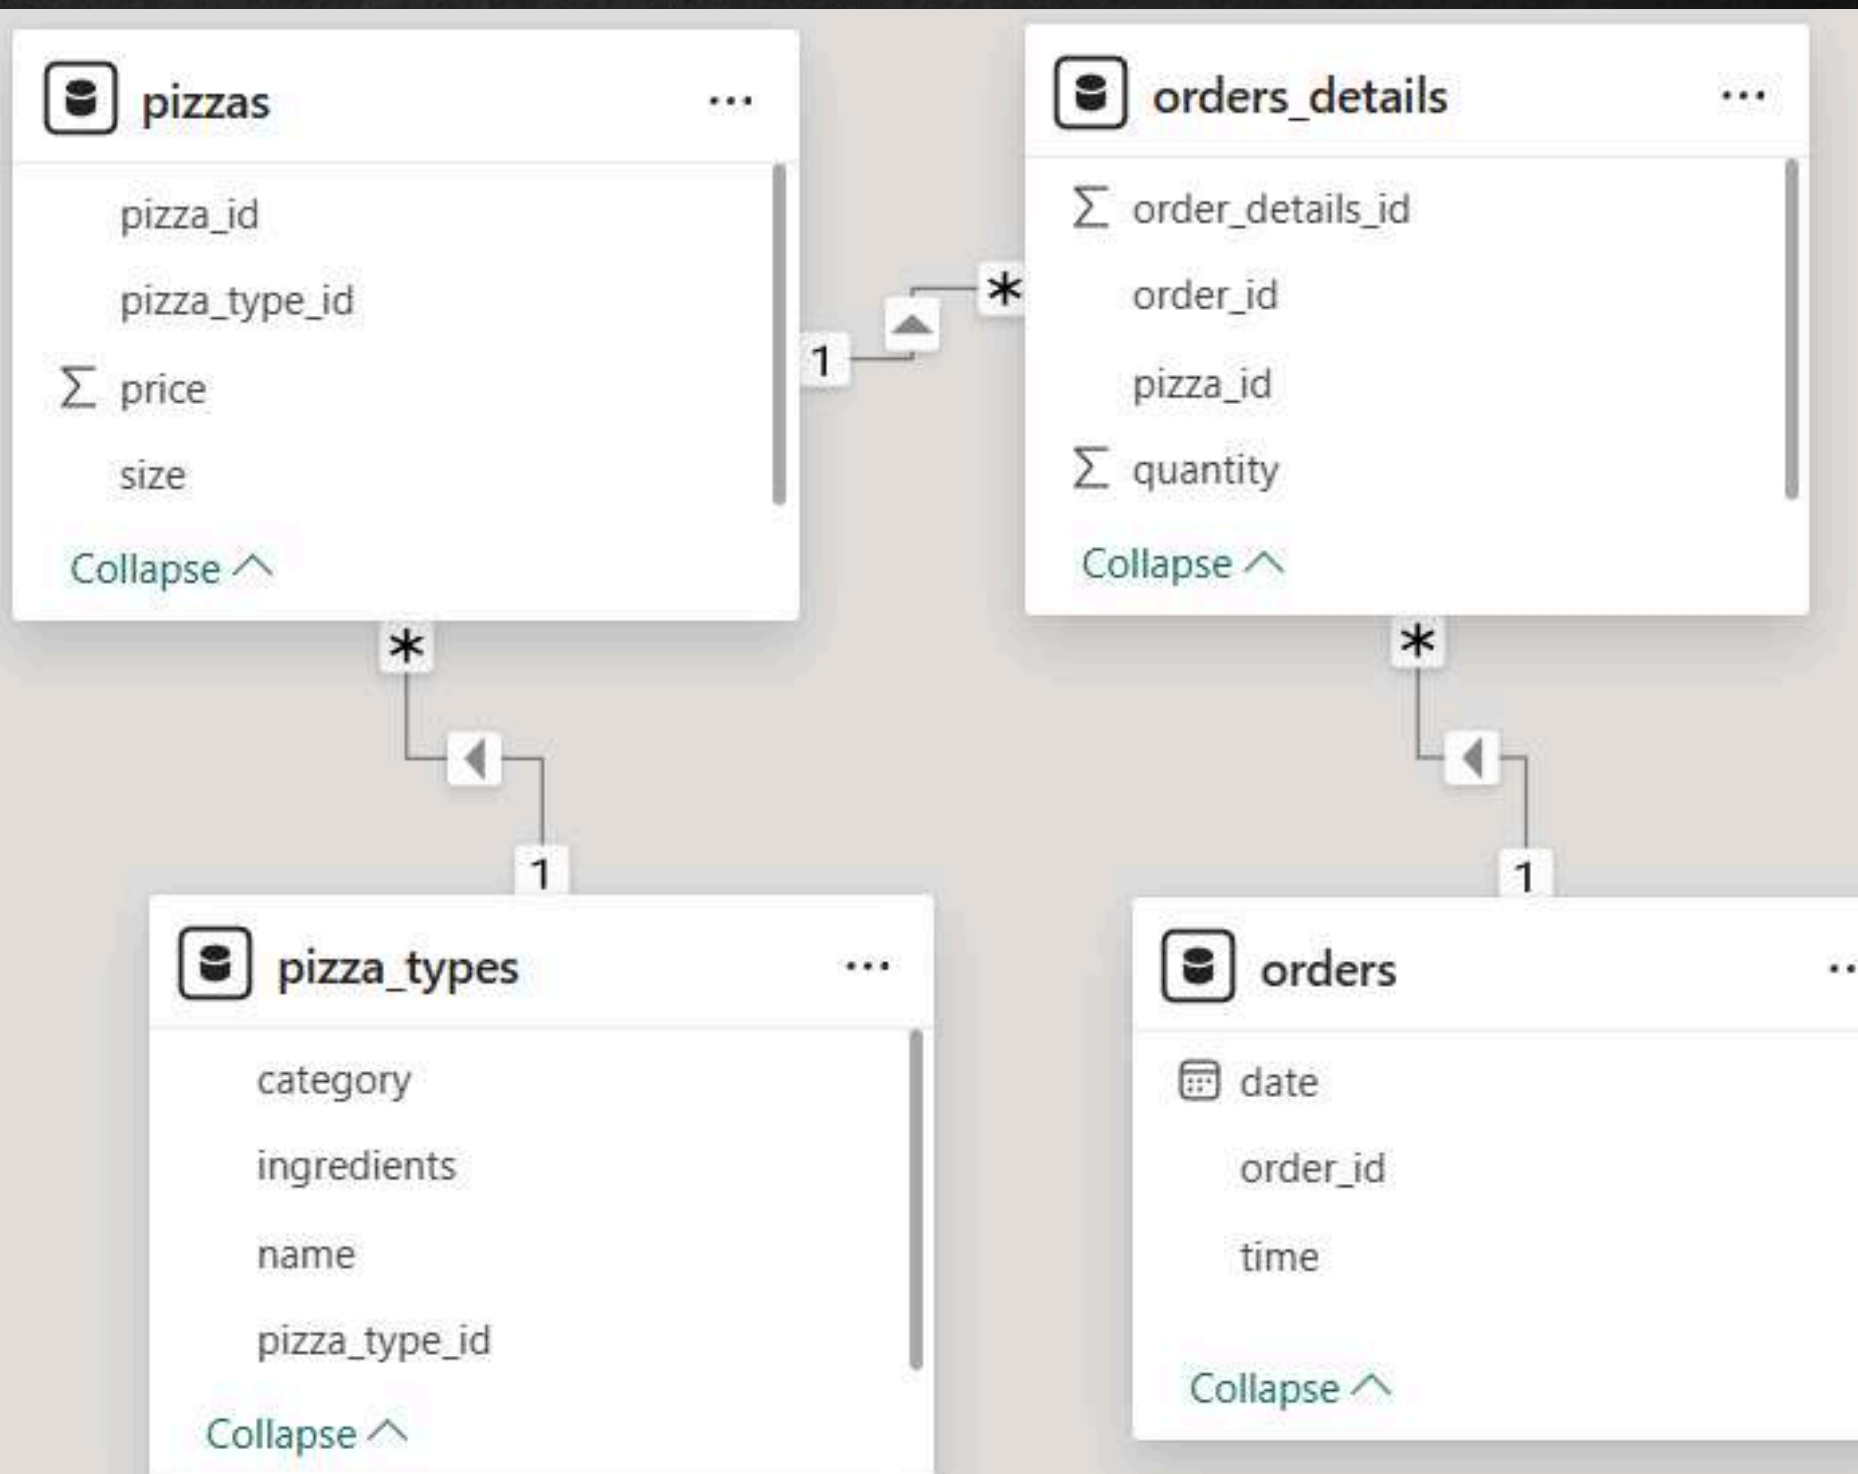 pizzas
pizza_id
pizza_type_id
Σ price
size
Collapse
orders_details
Σ order_details_id
order_id
pizza_id
Σ quantity
Collapse
1
*
*
1
*
1
pizza_types
category
ingredients
name
pizza_type_id
Collapse
orders
date
order_id
time
Collapse